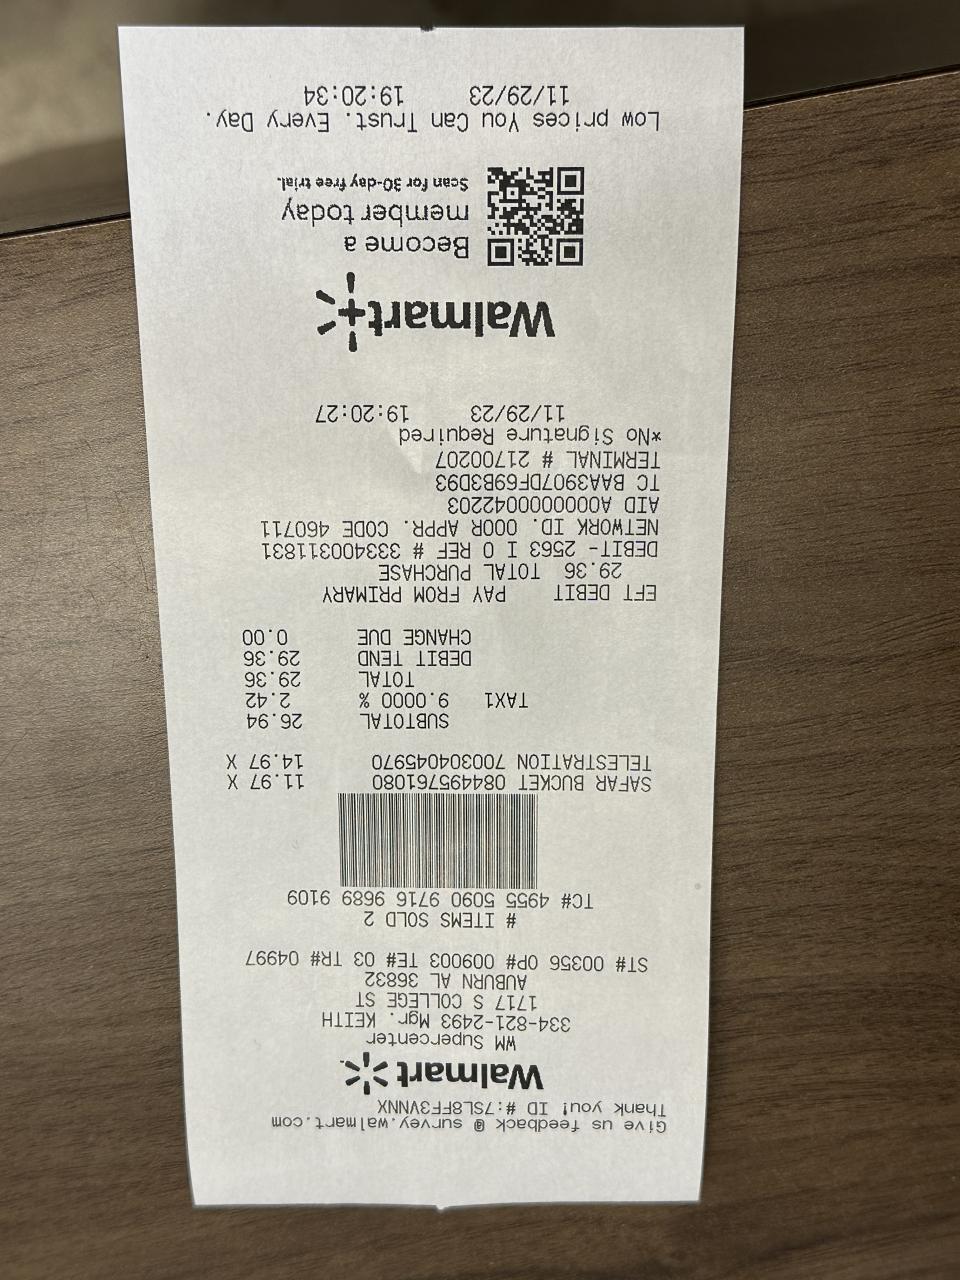 Give us feedback @ survey.walmart.com
Thank you! ID #:7SL8FF3VNNX
Walmart
WM Supercenter
334-821-2493 Mgr. KEITH
1717 S COLLEGE ST
AUBURN AL 36832
ST# 00356 OP# 009003 TE# 03 TR# 04997
# ITEMS SOLD 2
TC# 4955 5090 9716 9689 9109
SAFAR BUCKET 084495761080 11.97 X
TELESTRATION 700304045970 14.97 X
SUBTOTAL 26.94
TAX1 9.0000 % 2.42
TOTAL 29.36
DEBIT TEND 29.36
CHANGE DUE 0.00
EFT DEBIT PAY FROM PRIMARY
29.36 TOTAL PURCHASE
DEBIT- 2563 I 0 REF # 333400311831
NETWORK ID. 000R APPR. CODE 460711
AID A0000000042203
TC BAA3907DF69B3D93
TERMINAL # 21700207
*No Signature Required
11/29/23 19:20:27
Walmart+
Become a
member today
Scan for 30-day free trial.
Low prices You Can Trust. Every Day.
11/29/23 19:20:34